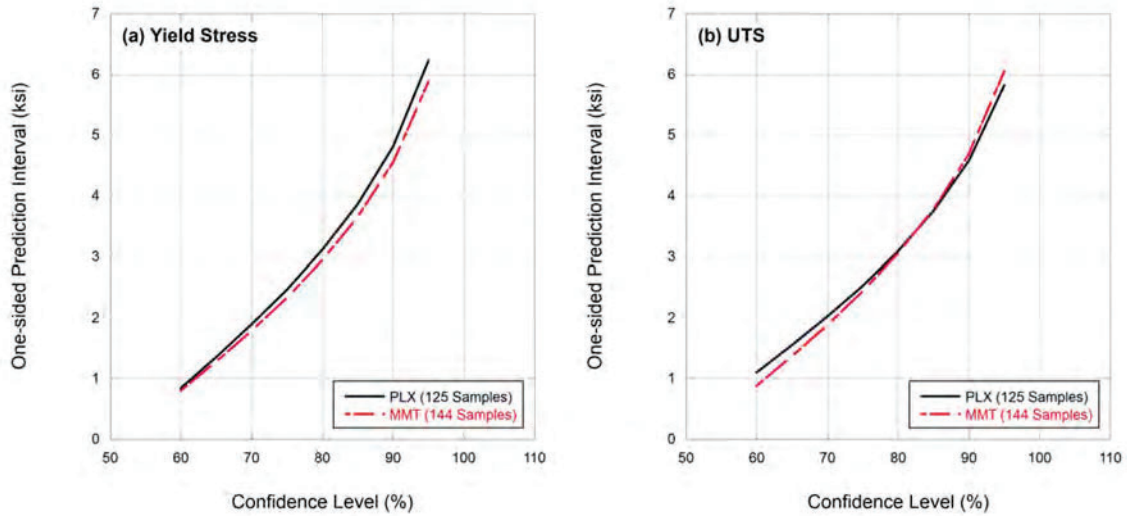 (a) Yield Stress
One-sided Prediction Interval (ksi)
7
6
5
4
3
2
1
0
50 60 70 80 90 100 110
Confidence Level (%)
PLX (125 Samples)
MMT (144 Samples)
(b) UTS
One-sided Prediction Interval (ksi)
7
6
5
4
3
2
1
0
50 60 70 80 90 100 110
Confidence Level (%)
PLX (125 Samples)
MMT (144 Samples)